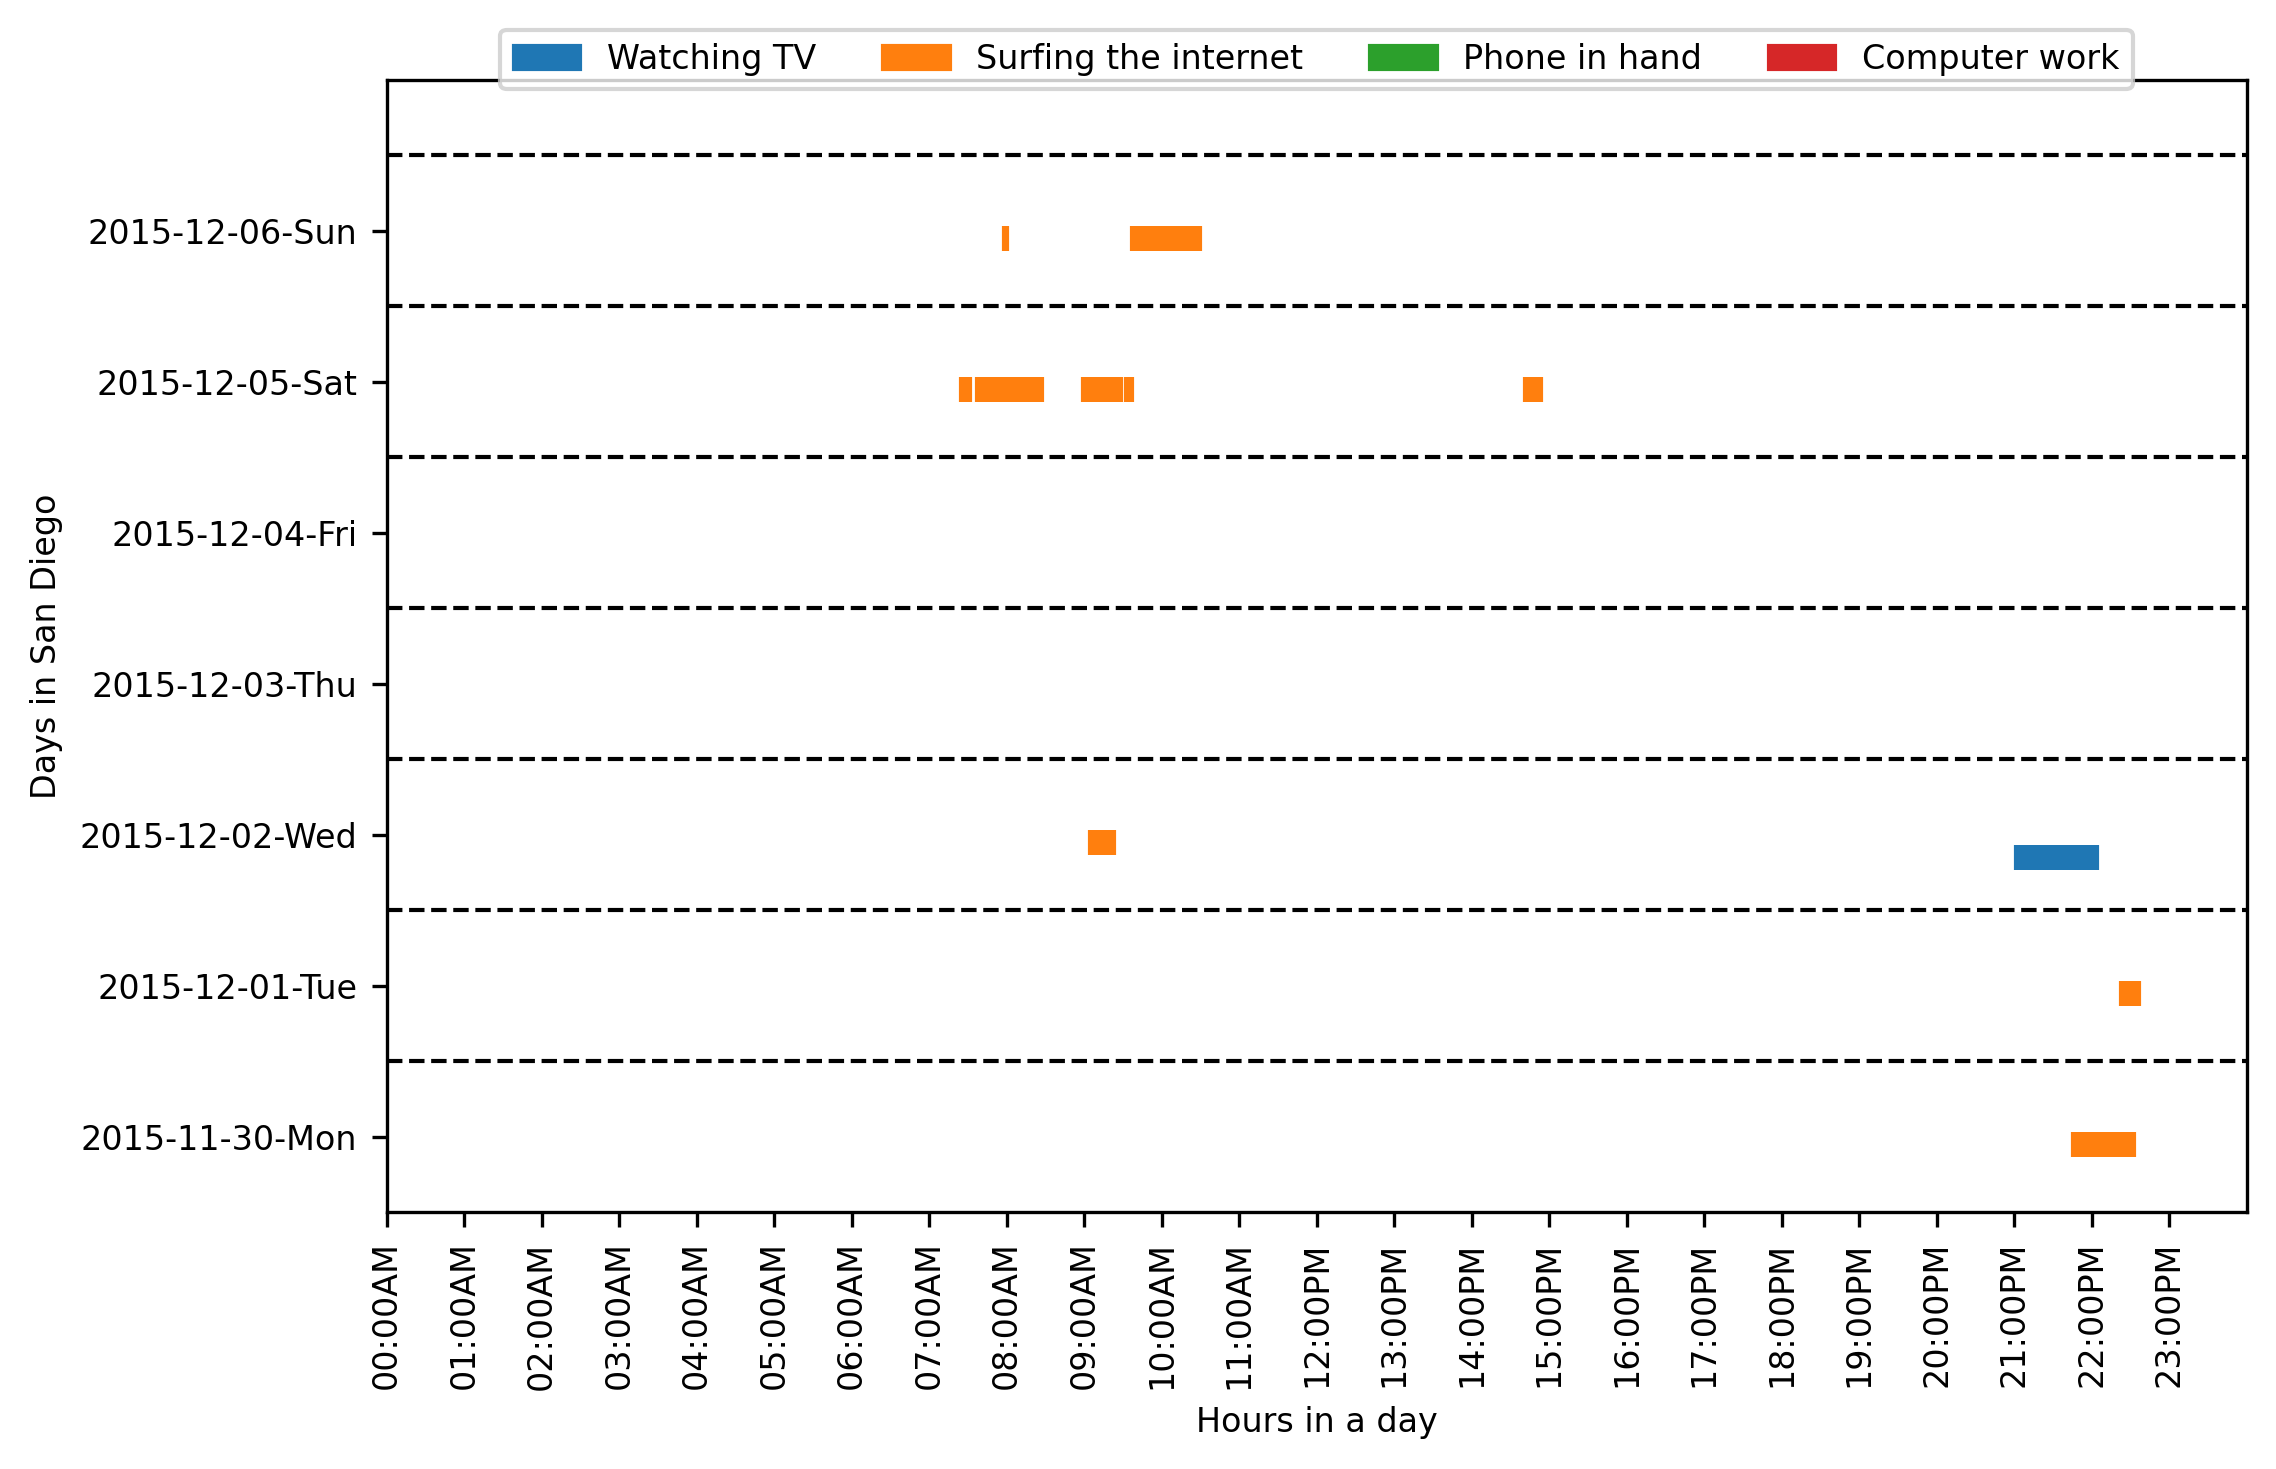 Watching TV Surfing the internet Phone in hand Computer work
2015-12-06-Sun
2015-12-05-Sat
2015-12-04-Fri
2015-12-03-Thu
2015-12-02-Wed
2015-12-01-Tue
2015-11-30-Mon
Days in San Diego
00:00AM
01:00AM
02:00AM
03:00AM
04:00AM
05:00AM
06:00AM
07:00AM
08:00AM
09:00AM
10:00AM
11:00AM
12:00PM
13:00PM
14:00PM
15:00PM
16:00PM
17:00PM
18:00PM
19:00PM
20:00PM
21:00PM
22:00PM
23:00PM
Hours in a day